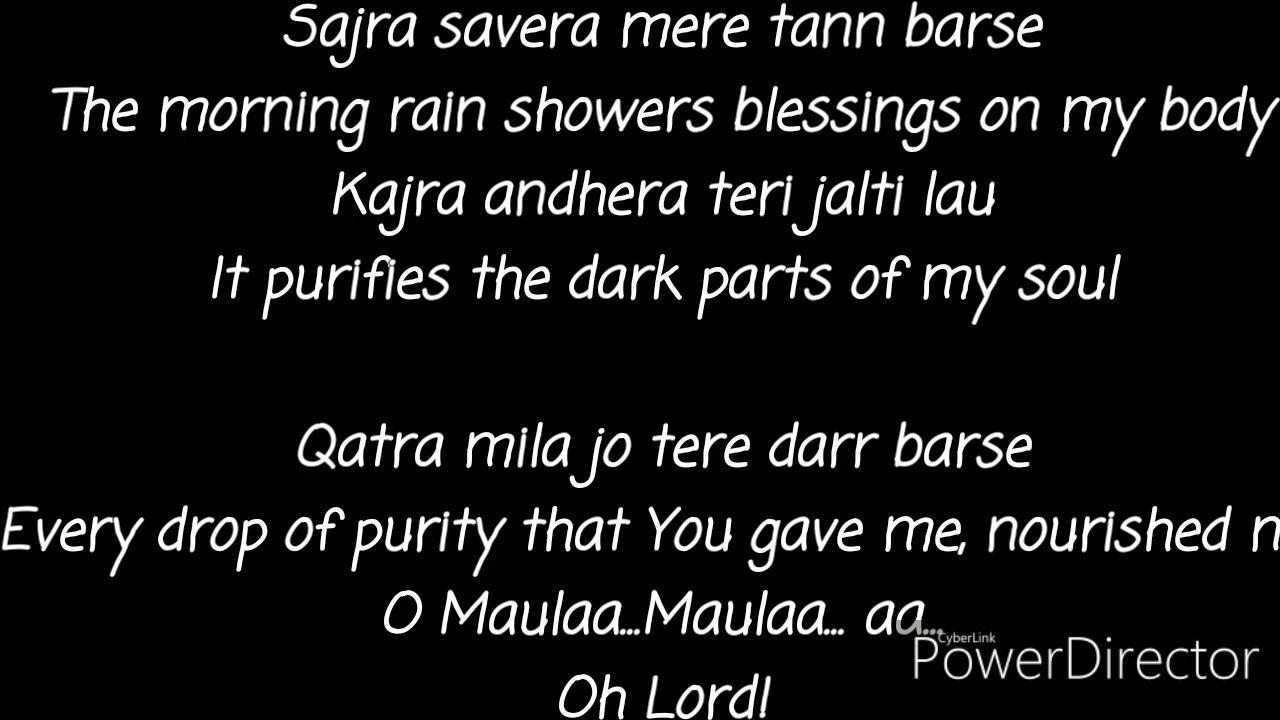 Sajra savera mere tann barse
The morning rain showers blessings on my body
Kajra andhera teri jalti lau
It purifies the dark parts of my soul
Qatra mila jo tere darr barse
Every drop of purity that You gave me, nourished
O Maulaa...Maulaa... aa...
CyberLink
PowerDirector
Oh Lord!